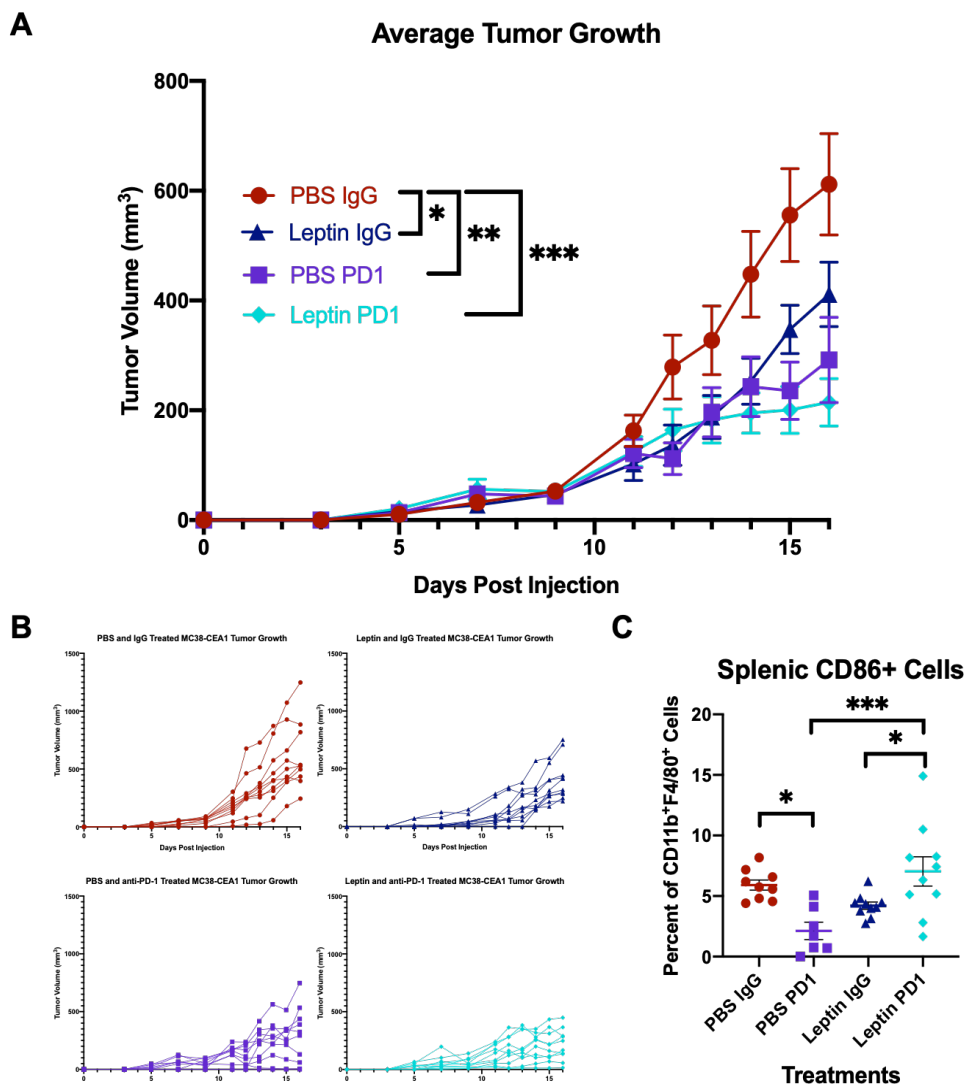 A
Average Tumor Growth
800
600
400
200
0
Tumor Volume (mm³)
PBS IgG
Leptin IgG
PBS PD1
Leptin PD1
*
**
***
0
5
10
15
Days Post Injection
B
PBS and IgG Treated MC38-CEA1 Tumor Growth
1500
1000
500
0
Tumor Volume (mm³)
0
5
10
15
Days Post Injection
Leptin and IgG Treated MC38-CEA1 Tumor Growth
1500
1000
500
0
Tumor Volume (mm³)
0
5
10
15
Days Post Injection
PBS and anti-PD-1 Treated MC38-CEA1 Tumor Growth
1500
1000
500
0
Tumor Volume (mm³)
0
5
10
15
Days Post Injection
Leptin and anti-PD-1 Treated MC38-CEA1 Tumor Growth
1500
1000
500
0
Tumor Volume (mm³)
0
5
10
15
Days Post Injection
C
Splenic CD86+ Cells
20
15
10
5
0
Percent of CD11b⁺F4/80⁺ Cells
***
*
*
PBS IgG
PBS PD1
Leptin IgG
Leptin PD1
Treatments